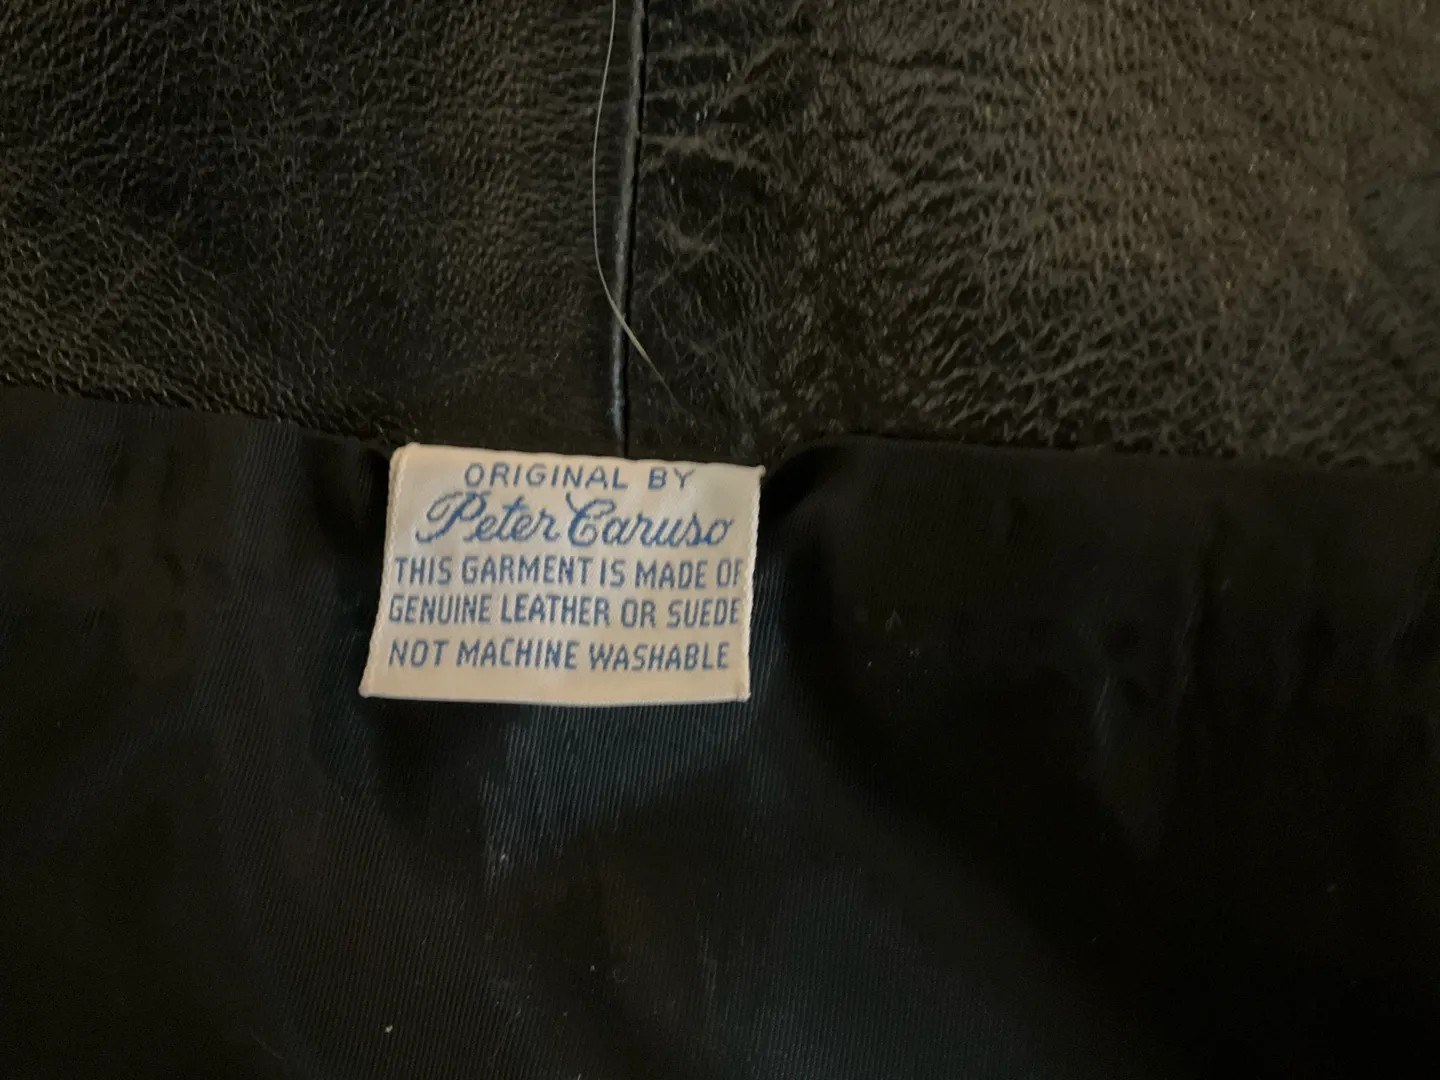 ORIGINAL BY
Peter Caruso
THIS GARMENT IS MADE OF
GENUINE LEATHER OR SUEDE
NOT MACHINE WASHABLE